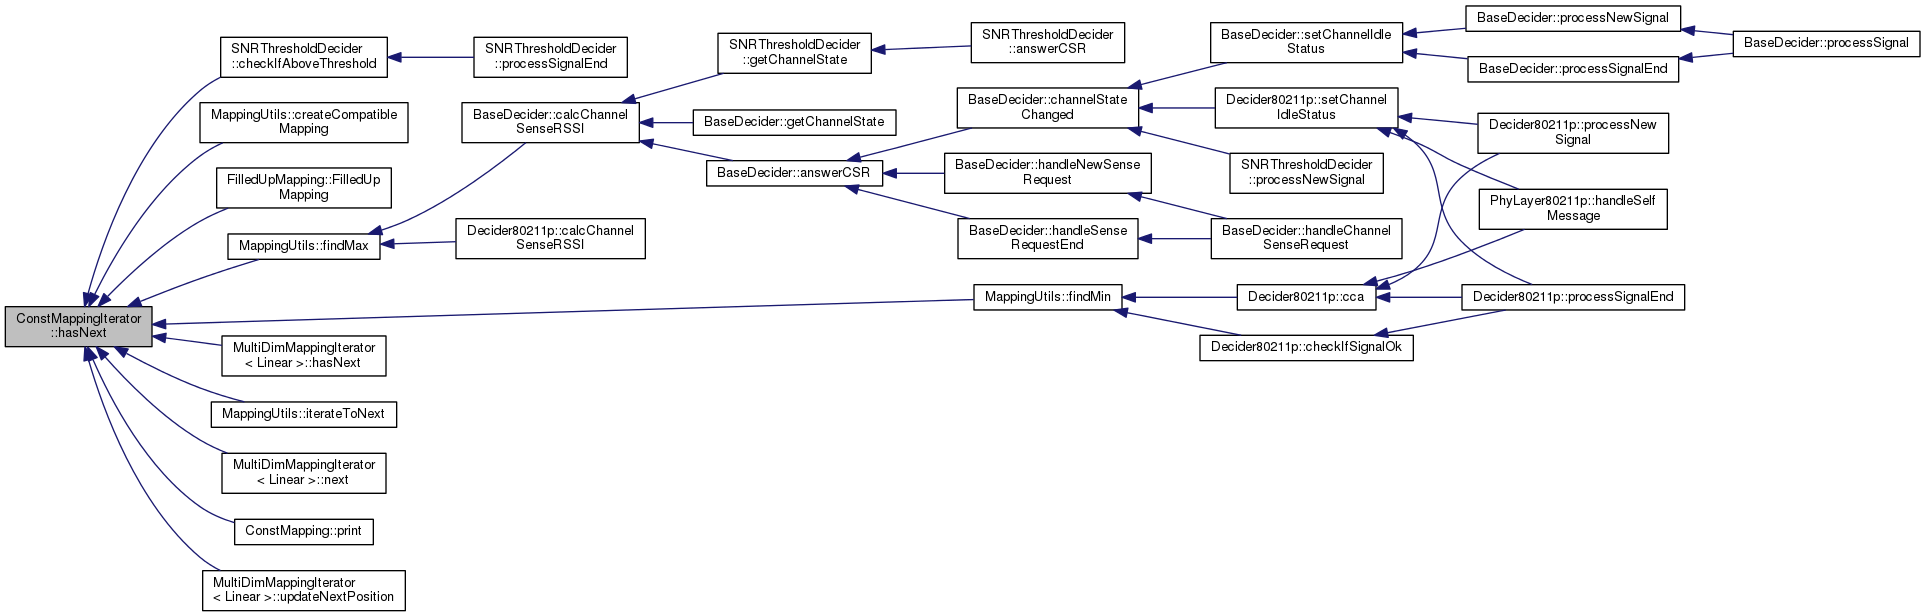 ConstMappingIterator
::hasNext
SNRThresholdDecider
::checkIfAboveThreshold
SNRThresholdDecider
::processSignalEnd
MappingUtils::createCompatible
Mapping
FilledUpMapping::FilledUp
Mapping
MappingUtils::findMax
BaseDecider::calcChannel
SenseRSSI
Decider80211p::calcChannel
SenseRSSI
SNRThresholdDecider
::getChannelState
SNRThresholdDecider
::answerCSR
BaseDecider::getChannelState
BaseDecider::answerCSR
BaseDecider::channelState
Changed
BaseDecider::handleNewSense
Request
BaseDecider::handleSense
RequestEnd
BaseDecider::setChannelIdle
Status
Decider80211p::setChannel
IdleStatus
SNRThresholdDecider
::processNewSignal
BaseDecider::handleChannel
SenseRequest
BaseDecider::processNewSignal
BaseDecider::processSignalEnd
BaseDecider::processSignal
Decider80211p::processNew
Signal
PhyLayer80211p::handleSelf
Message
Decider80211p::processSignalEnd
MappingUtils::findMin
Decider80211p::cca
Decider80211p::checkIfSignalOk
MultiDimMappingIterator
< Linear >::hasNext
MappingUtils::iterateToNext
MultiDimMappingIterator
< Linear >::next
ConstMapping::print
MultiDimMappingIterator
< Linear >::updateNextPosition